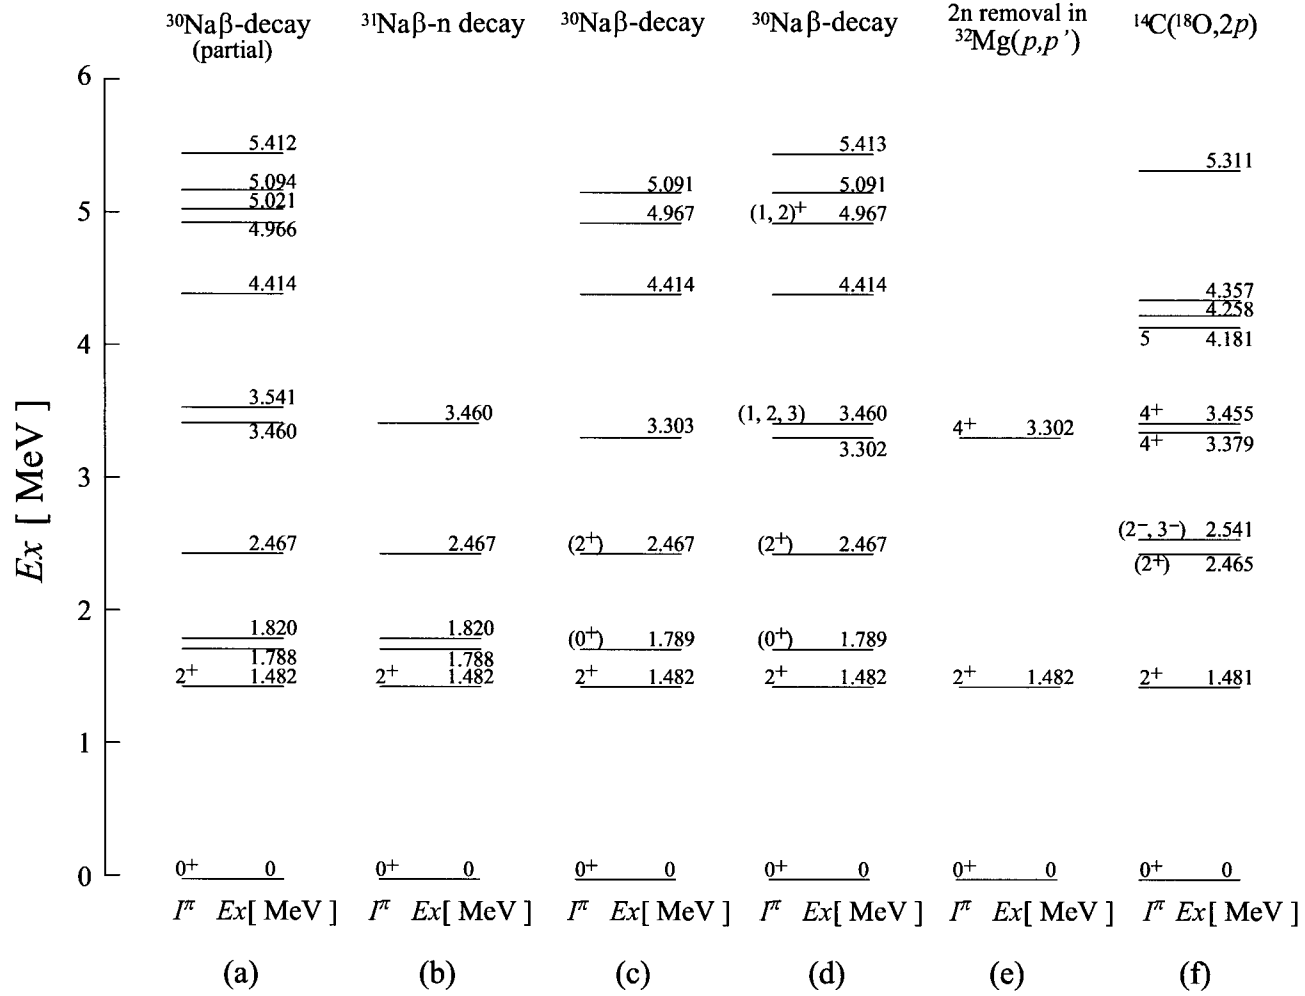 ³⁰Naβ-decay ³¹Naβ-n decay ³⁰Naβ-decay ³⁰Naβ-decay 2n removal in ¹⁴C(¹⁸O,2p)
(partial) ³²Mg(p,p’)
6
5.412 5.413
5.311
5.094 5.091 5.091
5.021
5 4.966 4.967 (1, 2)⁺ 4.967
4.414 4.414 4.414 4.357
4.258
5 4.181
4
3.541
3.460 3.460 3.303 (1, 2, 3) 3.460 4⁺ 3.302 4⁺ 3.455
3.302 4⁺ 3.379
3
Ex [ MeV ]
2.467 2.467 (2⁺) 2.467 (2⁺) 2.467 (2⁻, 3⁻) 2.541
(2⁺) 2.465
2
1.820 1.820 (0⁺) 1.789 (0⁺) 1.789
1.788 1.788
2⁺ 1.482 2⁺ 1.482 2⁺ 1.482 2⁺ 1.482 2⁺ 1.482 2⁺ 1.481
1
0 0⁺ 0 0⁺ 0 0⁺ 0 0⁺ 0 0⁺ 0 0⁺ 0
I^π Ex[ MeV ] I^π Ex[ MeV ] I^π Ex[ MeV ] I^π Ex[ MeV ] I^π Ex[ MeV ] I^π Ex[ MeV ]
(a) (b) (c) (d) (e) (f)